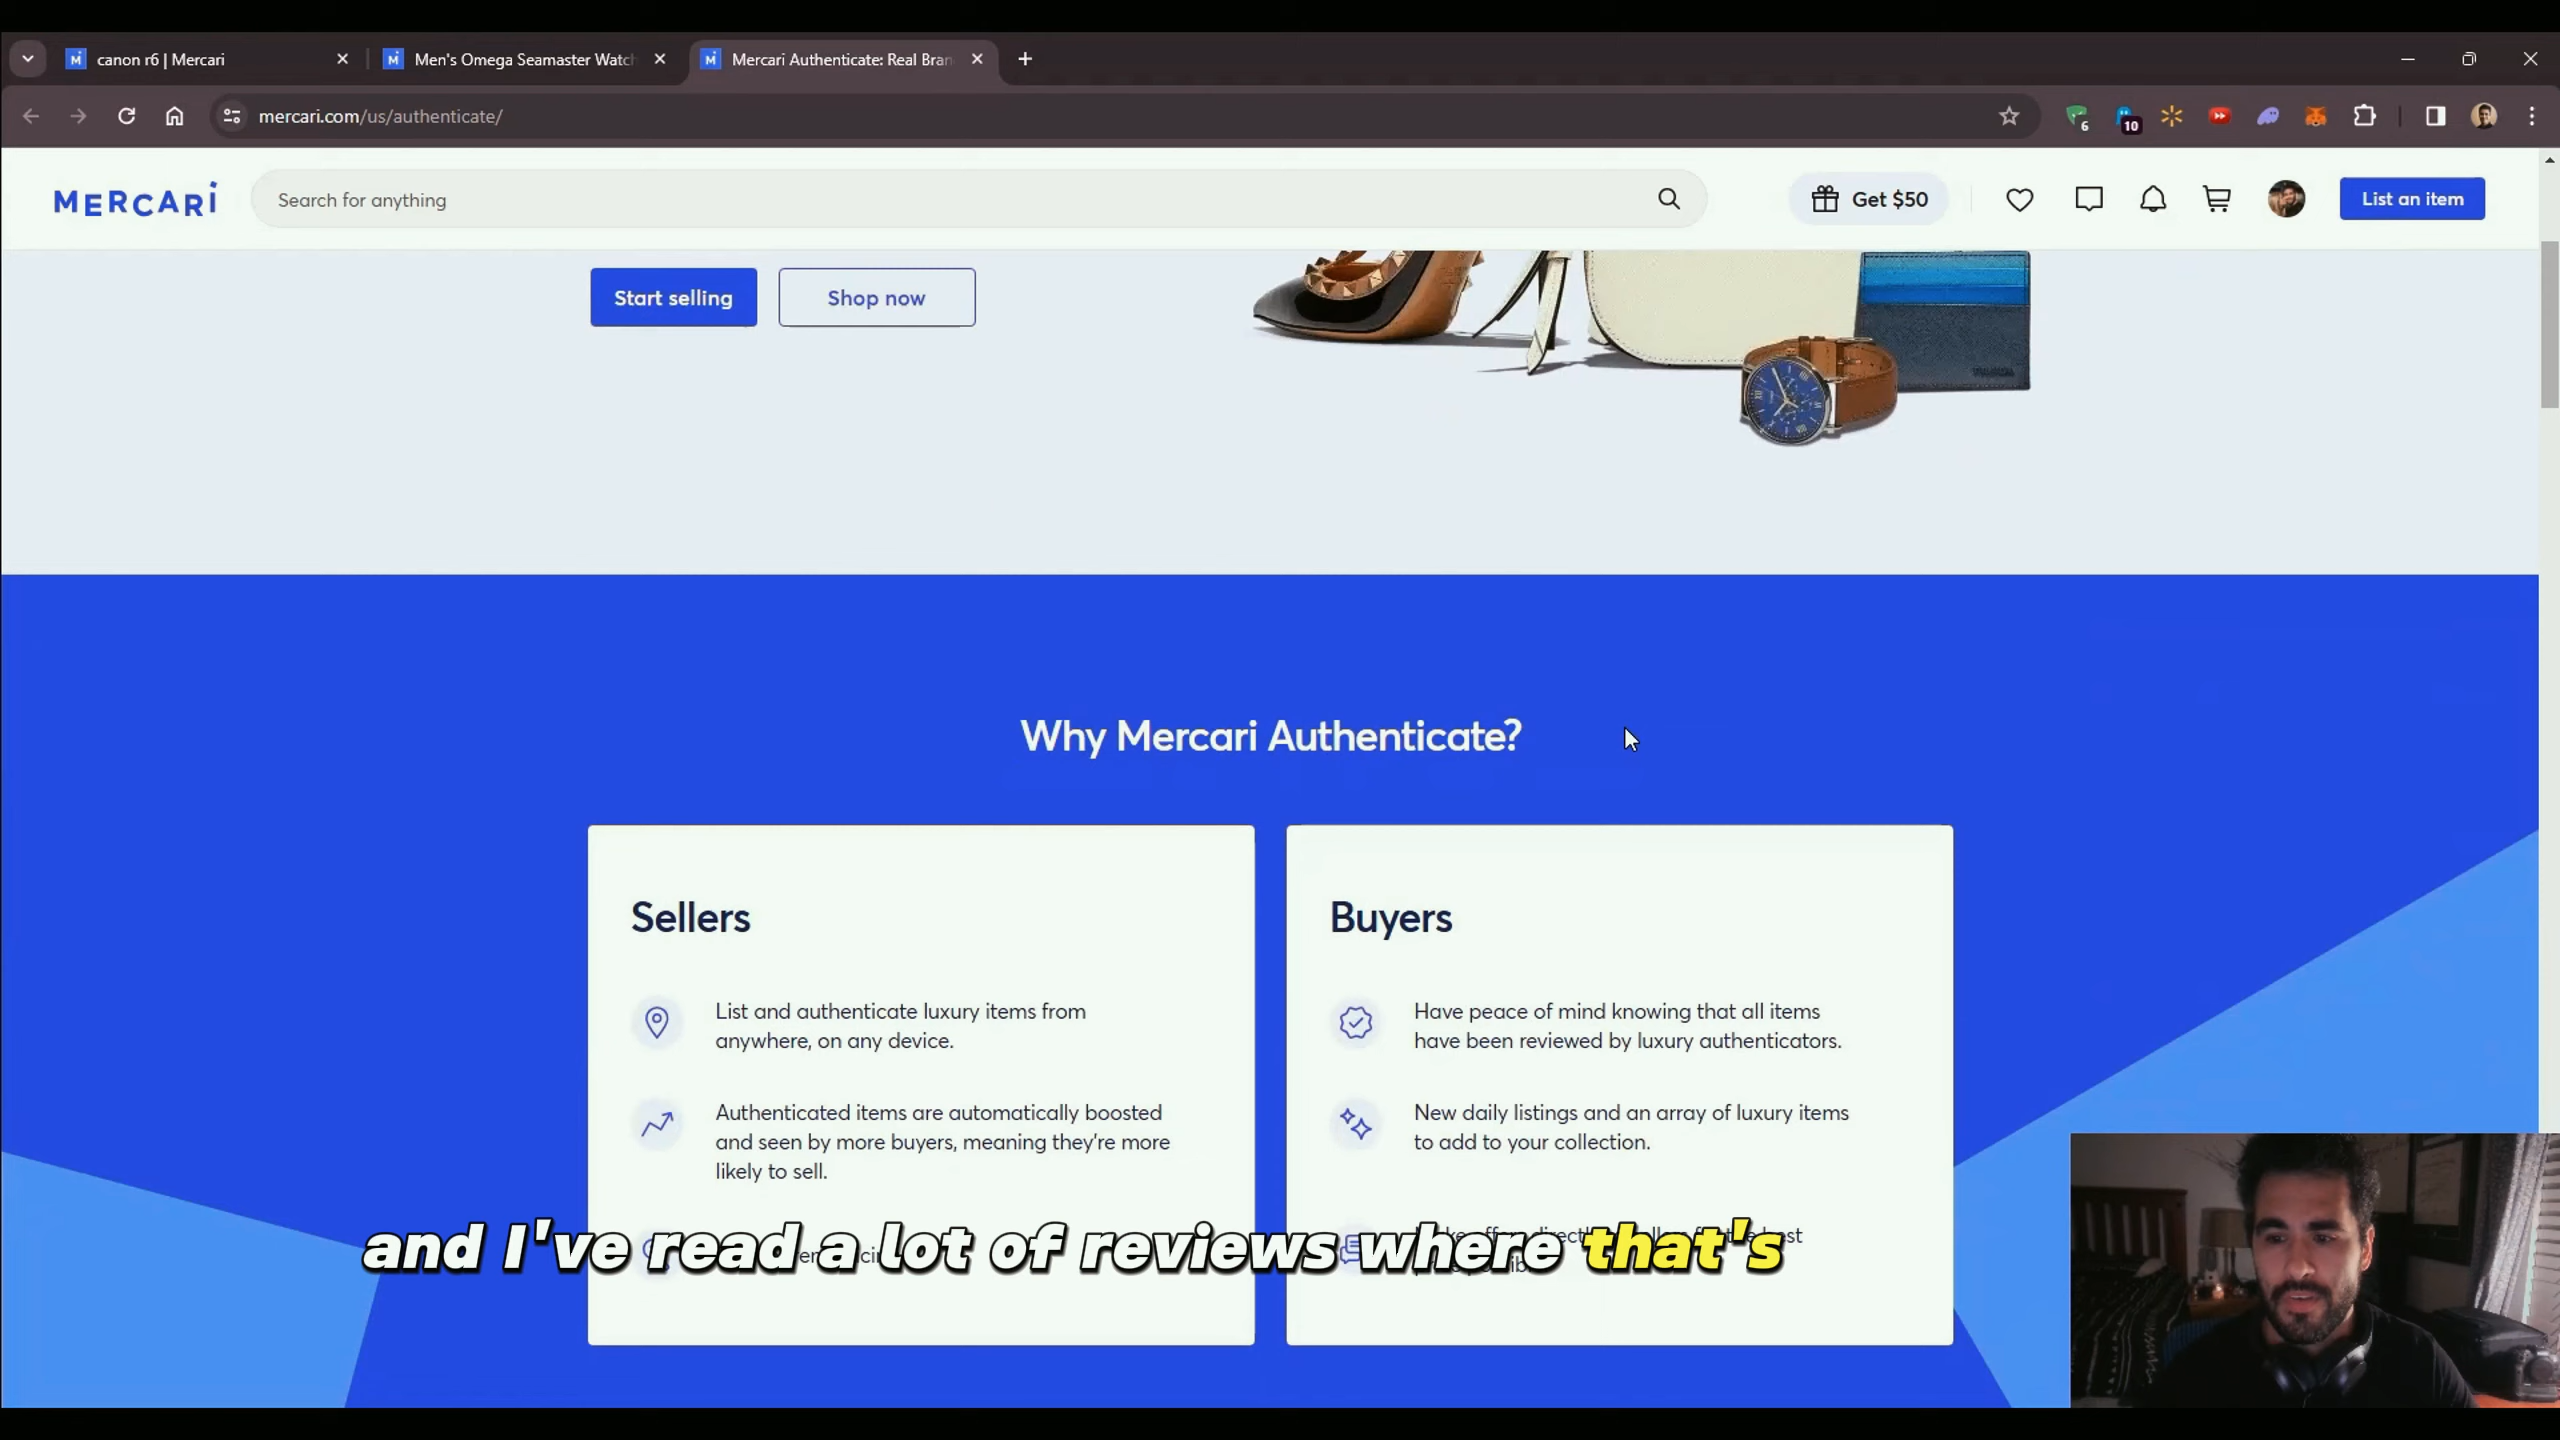 canon r6 | Mercari
Men's Omega Seamaster Watch
Mercari Authenticate: Real Bran
mercari.com/us/authenticate/
6
10
MERCARI
Search for anything
Get $50
List an item
Start selling
Shop now
Why Mercari Authenticate?
Sellers
List and authenticate luxury items from
anywhere, on any device.
Authenticated items are automatically boosted
and seen by more buyers, meaning they're more
likely to sell.
Buyers
Have peace of mind knowing that all items
have been reviewed by luxury authenticators.
New daily listings and an array of luxury items
to add to your collection.
and I've read a lot of reviews where that's